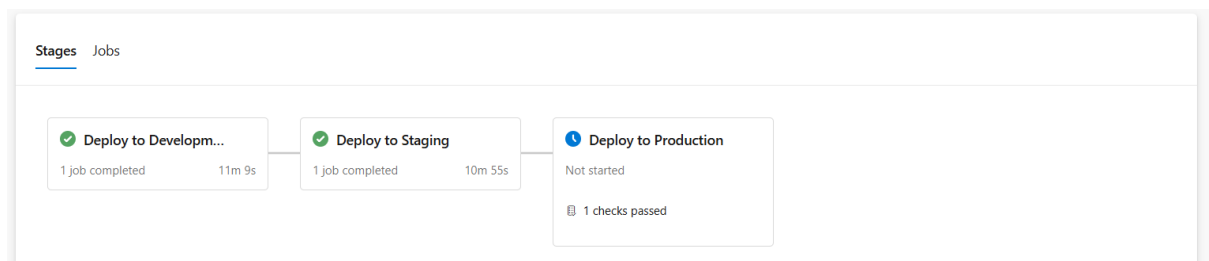 Stages Jobs
Deploy to Developm...
1 job completed 11m 9s
Deploy to Staging
1 job completed 10m 55s
Deploy to Production
Not started
1 checks passed